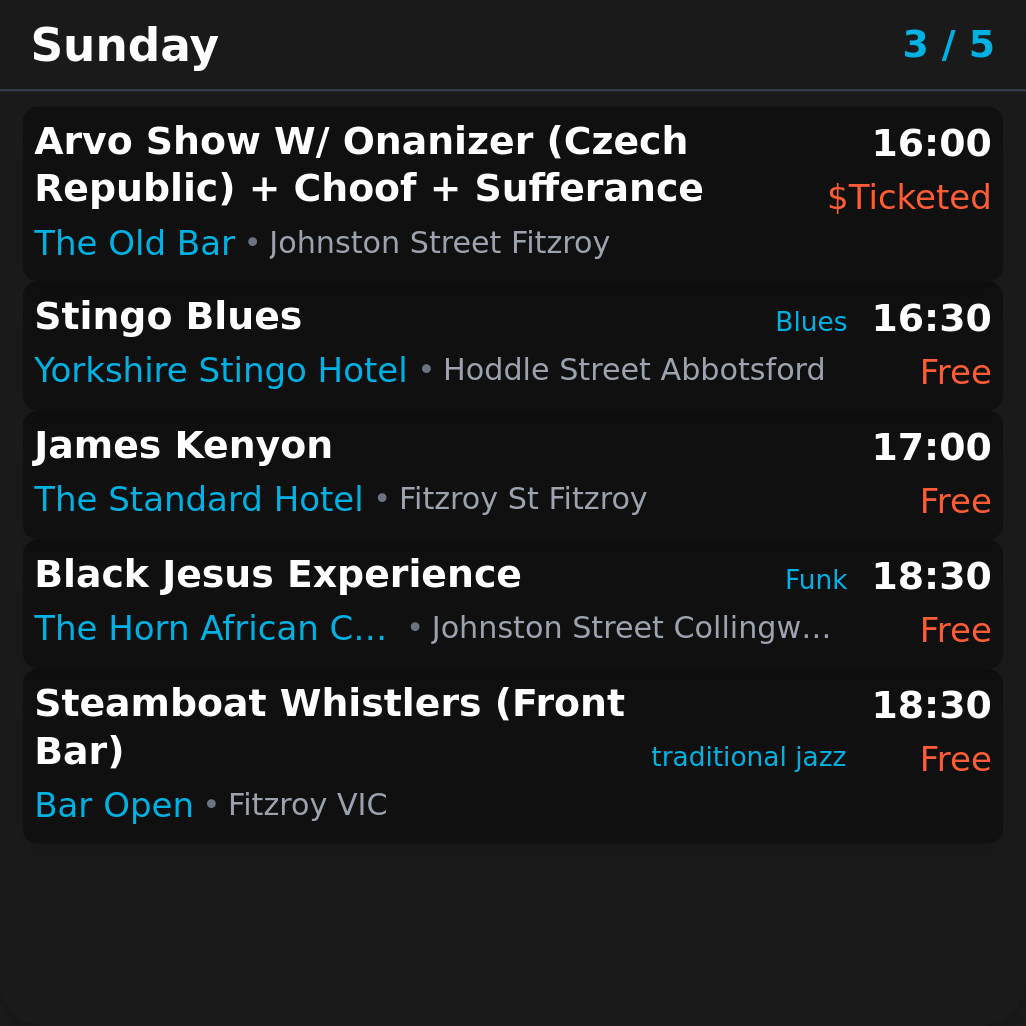 Sunday
3 / 5
Arvo Show W/ Onanizer (Czech
Republic) + Choof + Sufferance
16:00
$Ticketed
The Old Bar • Johnston Street Fitzroy
Stingo Blues
Blues
16:30
Yorkshire Stingo Hotel • Hoddle Street Abbotsford
Free
James Kenyon
17:00
The Standard Hotel • Fitzroy St Fitzroy
Free
Black Jesus Experience
Funk
18:30
The Horn African C… • Johnston Street Collingw…
Free
Steamboat Whistlers (Front
Bar)
traditional jazz
18:30
Free
Bar Open • Fitzroy VIC